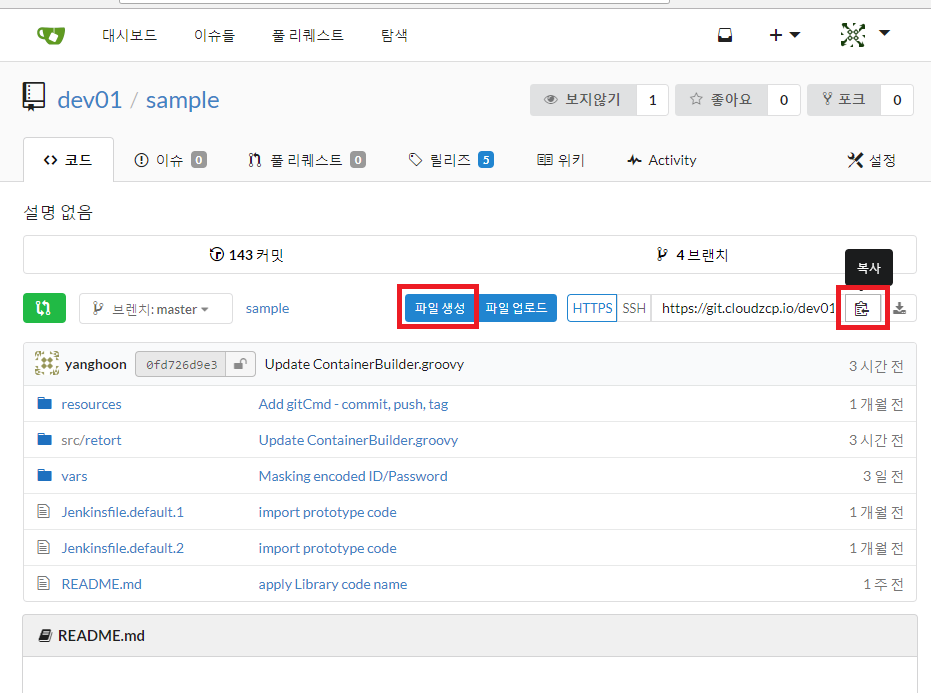 대시보드 이슈들 풀 리퀘스트 탐색
dev01 / sample 보지않기 1 좋아요 0 포크 0
코드 이슈 0 풀 리퀘스트 0 릴리즈 5 위키 Activity 설정
설명 없음
143 커밋 4 브랜치
복사
브렌치: master sample 파일 생성 파일 업로드 HTTPS SSH https://git.cloudzcp.io/dev01
yanghoon 0fd726d9e3 Update ContainerBuilder.groovy 3 시간 전
resources Add gitCmd - commit, push, tag 1 개월 전
src/retort Update ContainerBuilder.groovy 3 시간 전
vars Masking encoded ID/Password 3 일 전
Jenkinsfile.default.1 import prototype code 1 개월 전
Jenkinsfile.default.2 import prototype code 1 개월 전
README.md apply Library code name 1 주 전
README.md